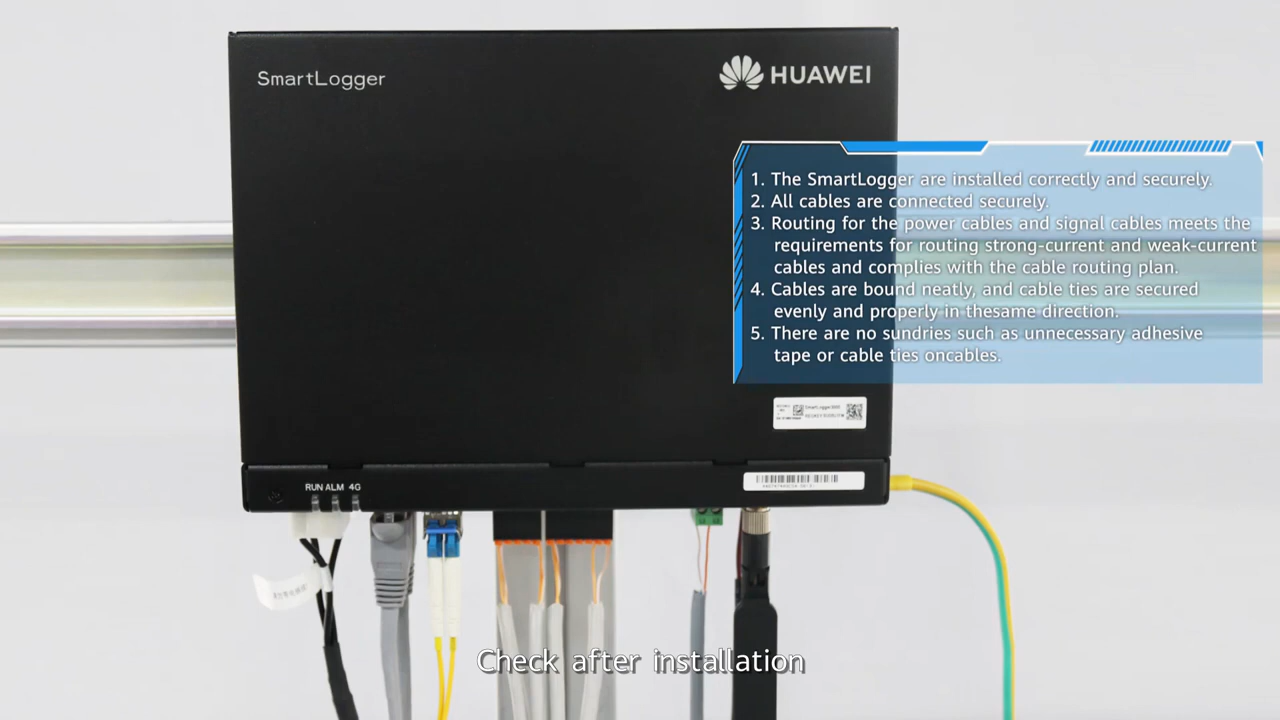 SmartLogger
HUAWEI
1. The SmartLogger are installed correctly and securely.
2. All cables are connected securely.
3. Routing for the power cables and signal cables meets the
requirements for routing strong-current and weak-current
cables and complies with the cable routing plan.
4. Cables are bound neatly, and cable ties are secured
evenly and properly in thesame direction.
5. There are no sundries such as unnecessary adhesive
tape or cable ties oncables.
RUN ALM 4G
Check after installation